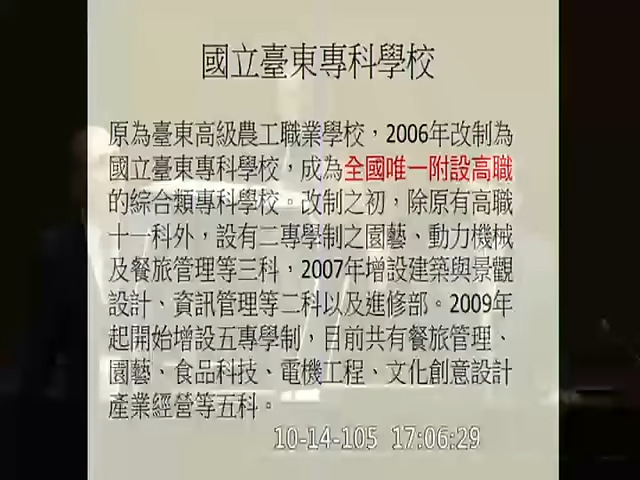 國立臺東專科學校
原為臺東高級農工職業學校，2006年改制為
國立臺東專科學校，成為全國唯一附設高職
的綜合類專科學校。改制之初，除原有高職
十一科外，設有二專學制之園藝、動力機械
及餐旅管理等三科，2007年增設建築與景觀
設計、資訊管理等二科以及進修部。2009年
起開始增設五專學制，目前共有餐旅管理、
園藝、食品科技、電機工程、文化創意設計
產業經營等五科。
10-14-105 17:06:29